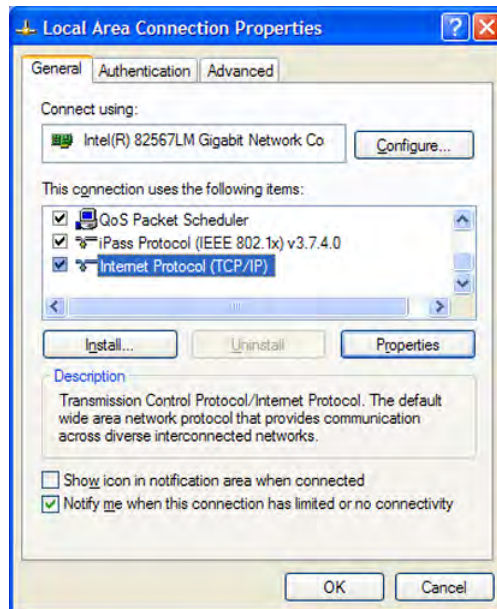 Local Area Connection Properties
General Authentication Advanced
Connect using:
Intel(R) 82567LM Gigabit Network Co
Configure...
This connection uses the following items:
QoS Packet Scheduler
iPass Protocol (IEEE 802.1x) v3.7.4.0
Internet Protocol (TCP/IP)
Install... Uninstall Properties
Description
Transmission Control Protocol/Internet Protocol. The default
wide area network protocol that provides communication
across diverse interconnected networks.
Show icon in notification area when connected
Notify me when this connection has limited or no connectivity
OK Cancel